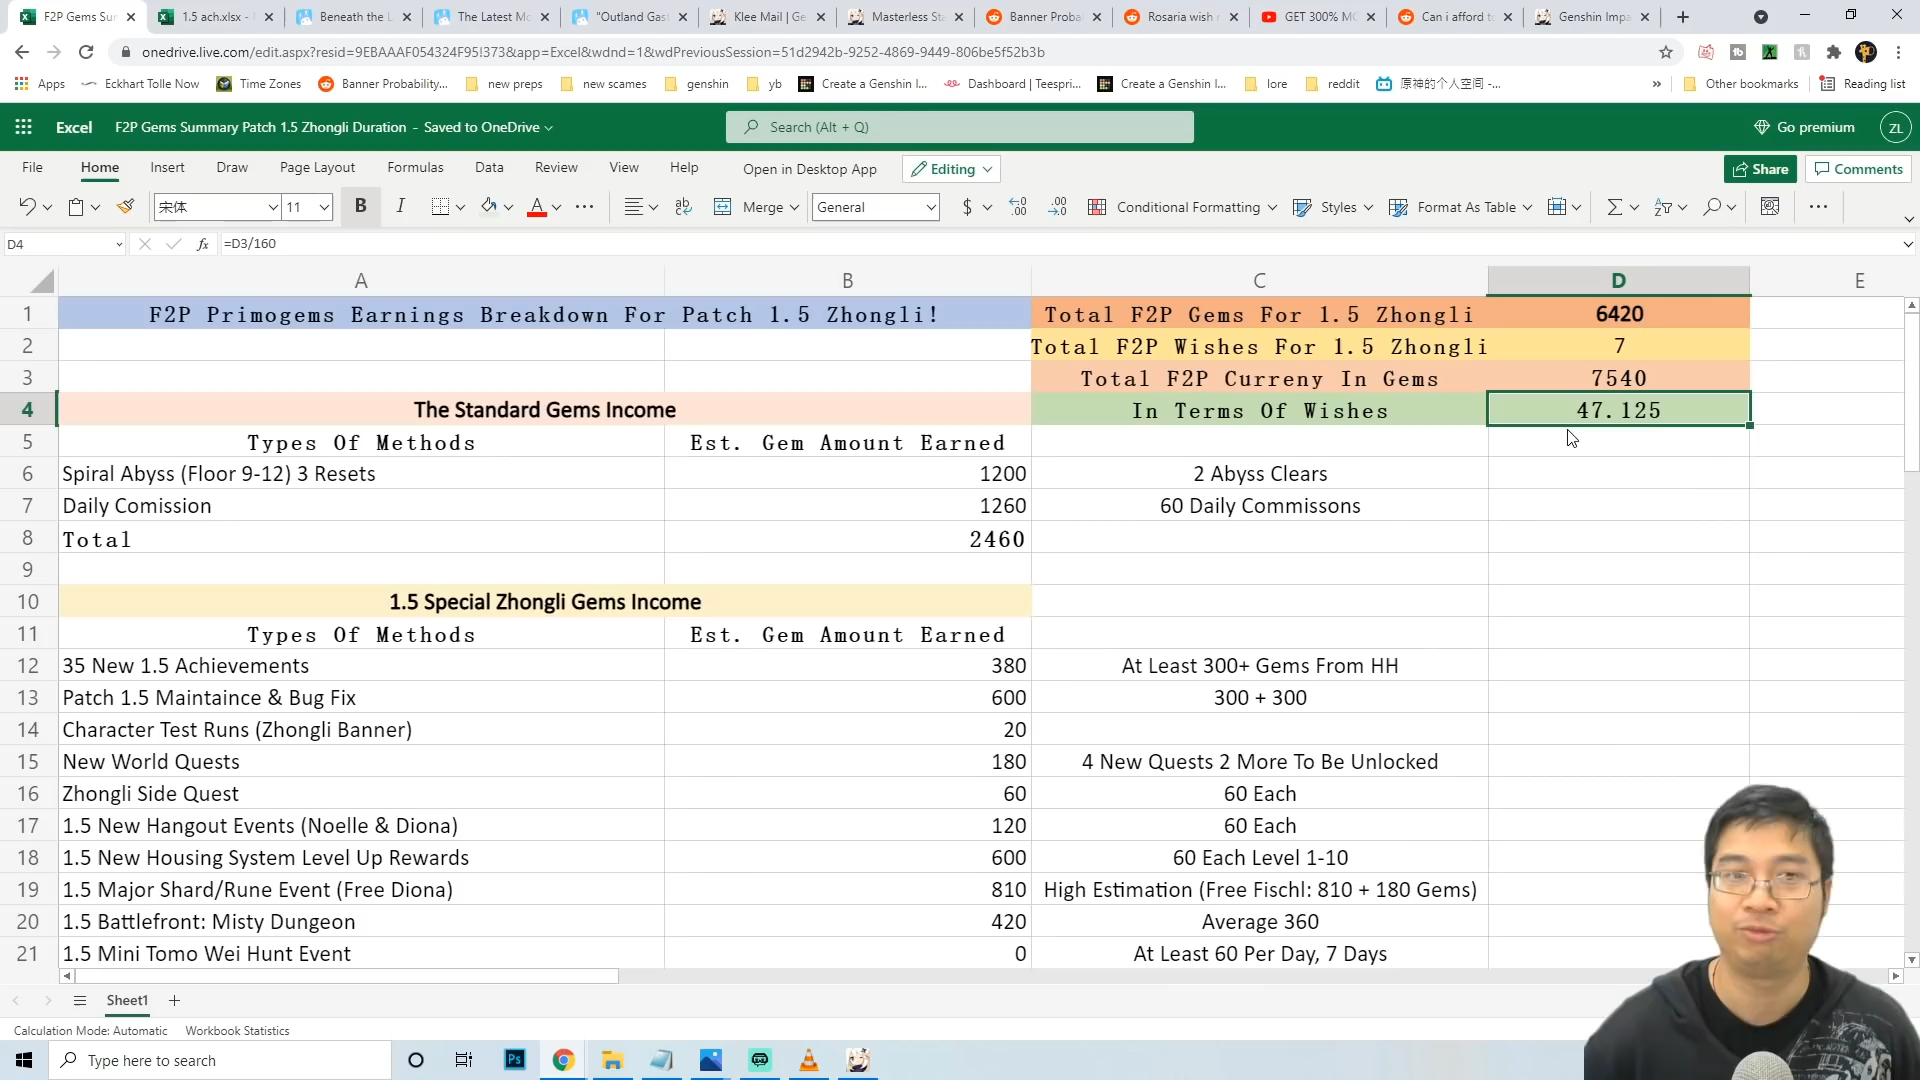 F2P Gems Sur
1.5 ach.xlsx -
Beneath the L
The Latest Mo
"Outland Gast
Klee Mail | Ge
Masterless Sta
Banner Proba
Rosaria wish r
GET 300% MO
Can i afford to
Genshin Impa
onedrive.live.com/edit.aspx?resid=9EBAAAF054324F95!373&app=Excel&wdnd=1&wdPreviousSession=51d2942b-9252-4869-9449-806be5f52b3b
Apps
Eckhart Tolle Now
Time Zones
Banner Probability...
new preps
new scames
genshin
yb
Create a Genshin I...
Dashboard | Teespri...
Create a Genshin I...
lore
reddit
原神的个人空间 -...
»
Other bookmarks
Reading list
Excel
F2P Gems Summary Patch 1.5 Zhongli Duration - Saved to OneDrive
Search (Alt + Q)
Go premium
ZL
File Home Insert Draw Page Layout Formulas Data Review View Help Open in Desktop App Editing Share Comments
宋体 11 B I A ab Merge General $ .00 .00 Conditional Formatting Styles Format As Table
D4 fx =D3/160
A B C D E
1 F2P Primogems Earnings Breakdown For Patch 1.5 Zhongli! Total F2P Gems For 1.5 Zhongli 6420
2 Total F2P Wishes For 1.5 Zhongli 7
3 Total F2P Curreny In Gems 7540
4 The Standard Gems Income In Terms Of Wishes 47.125
5 Types Of Methods Est. Gem Amount Earned
6 Spiral Abyss (Floor 9-12) 3 Resets 1200 2 Abyss Clears
7 Daily Comission 1260 60 Daily Commissons
8 Total 2460
9
10 1.5 Special Zhongli Gems Income
11 Types Of Methods Est. Gem Amount Earned
12 35 New 1.5 Achievements 380 At Least 300+ Gems From HH
13 Patch 1.5 Maintaince & Bug Fix 600 300 + 300
14 Character Test Runs (Zhongli Banner) 20
15 New World Quests 180 4 New Quests 2 More To Be Unlocked
16 Zhongli Side Quest 60 60 Each
17 1.5 New Hangout Events (Noelle & Diona) 120 60 Each
18 1.5 New Housing System Level Up Rewards 600 60 Each Level 1-10
19 1.5 Major Shard/Rune Event (Free Diona) 810 High Estimation (Free Fischl: 810 + 180 Gems)
20 1.5 Battlefront: Misty Dungeon 420 Average 360
21 1.5 Mini Tomo Wei Hunt Event 0 At Least 60 Per Day, 7 Days
Sheet1
Calculation Mode: Automatic Workbook Statistics
Type here to search
Ps